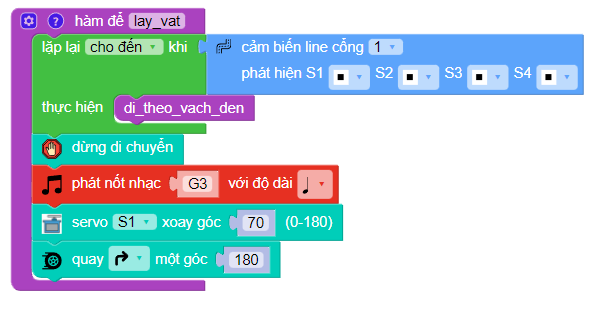 hàm để lay_vat
lặp lại cho đến khi cảm biến line cổng 1
phát hiện S1 S2 S3 S4
thực hiện di_theo_vach_den
dừng di chuyển
phát nốt nhạc G3 với độ dài ♩
servo S1 xoay góc 70 (0-180)
quay một góc 180